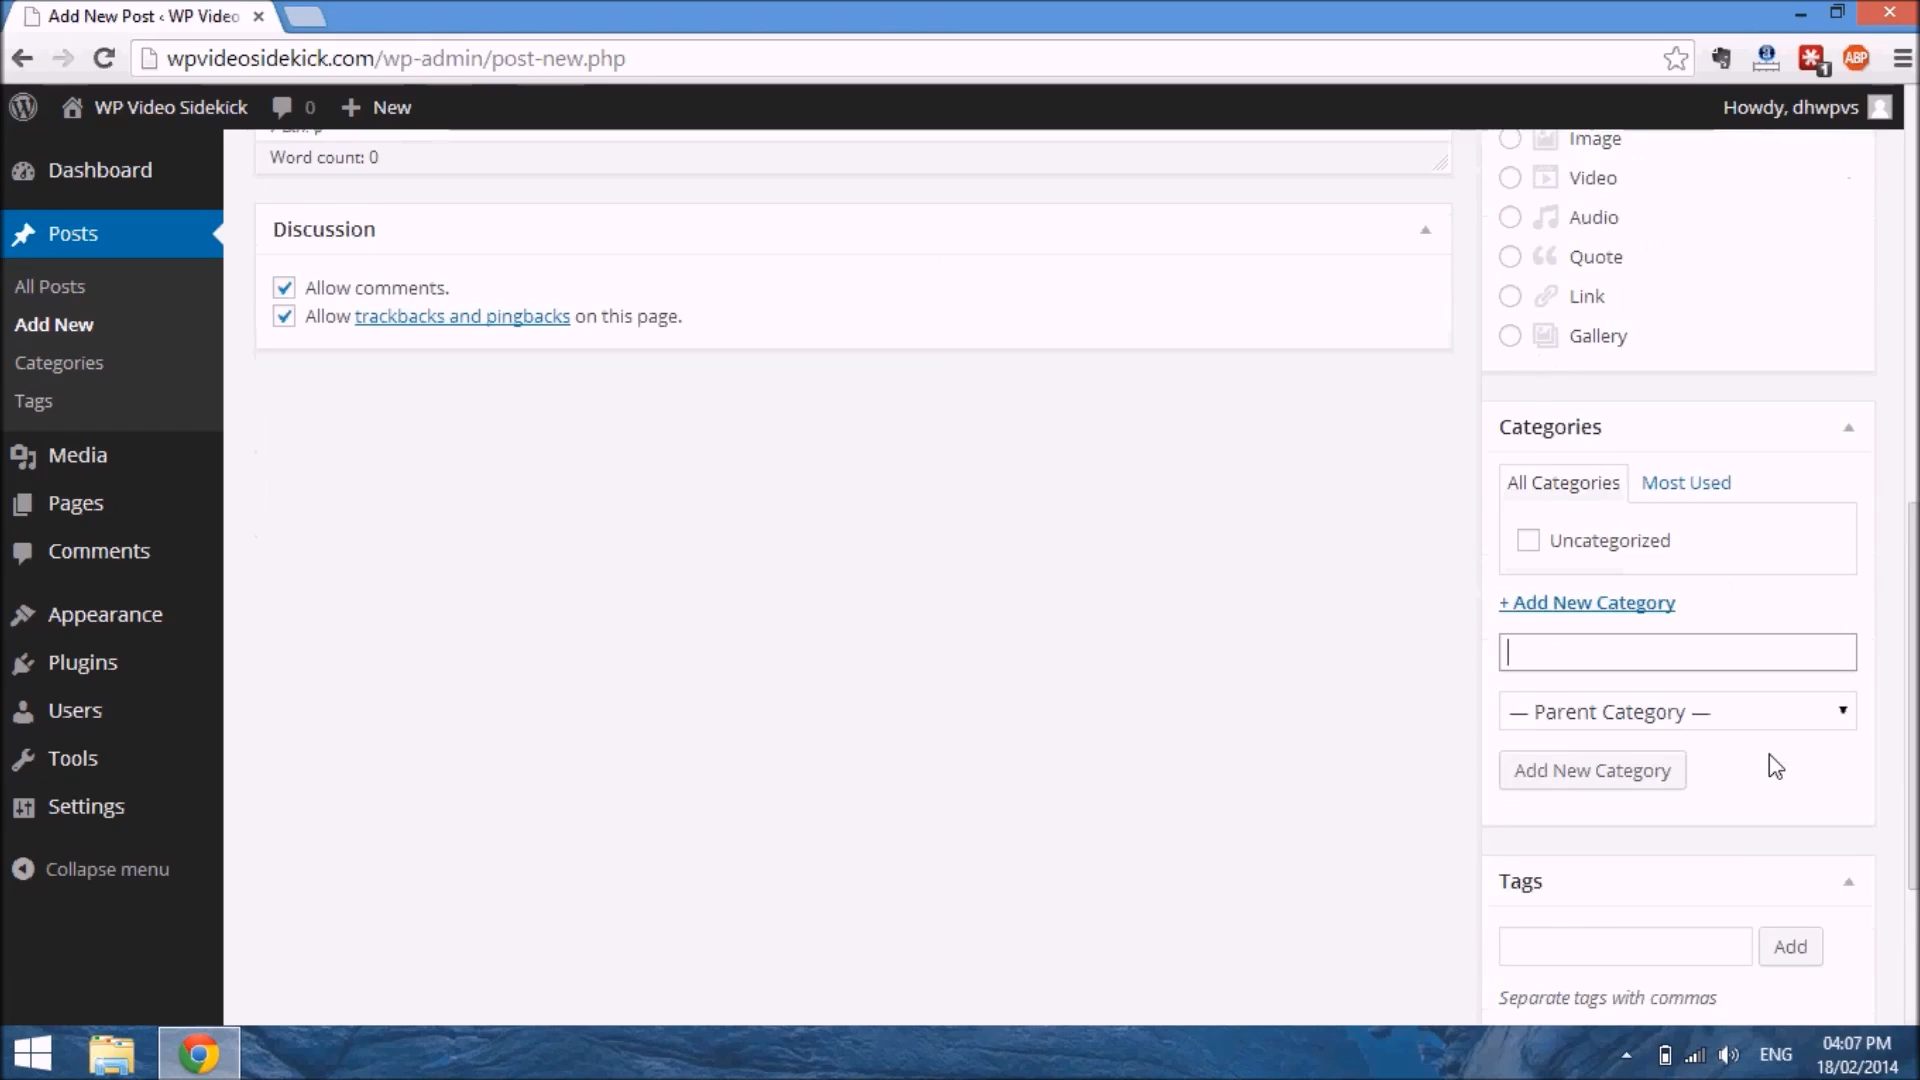 Add New Post ‹ WP Video
wpvideosidekick.com/wp-admin/post-new.php
ABP
1
WP Video Sidekick
0
New
Howdy, dhwpvs
Dashboard
Posts
All Posts
Add New
Categories
Tags
Media
Pages
Comments
Appearance
Plugins
Users
Tools
Settings
Collapse menu
Word count: 0
Discussion
Allow comments.
Allow trackbacks and pingbacks on this page.
Image
Video
Audio
Quote
Link
Gallery
Categories
All Categories
Most Used
Uncategorized
+ Add New Category
— Parent Category —
Add New Category
Tags
Add
Separate tags with commas
ENG
04:07 PM
18/02/2014